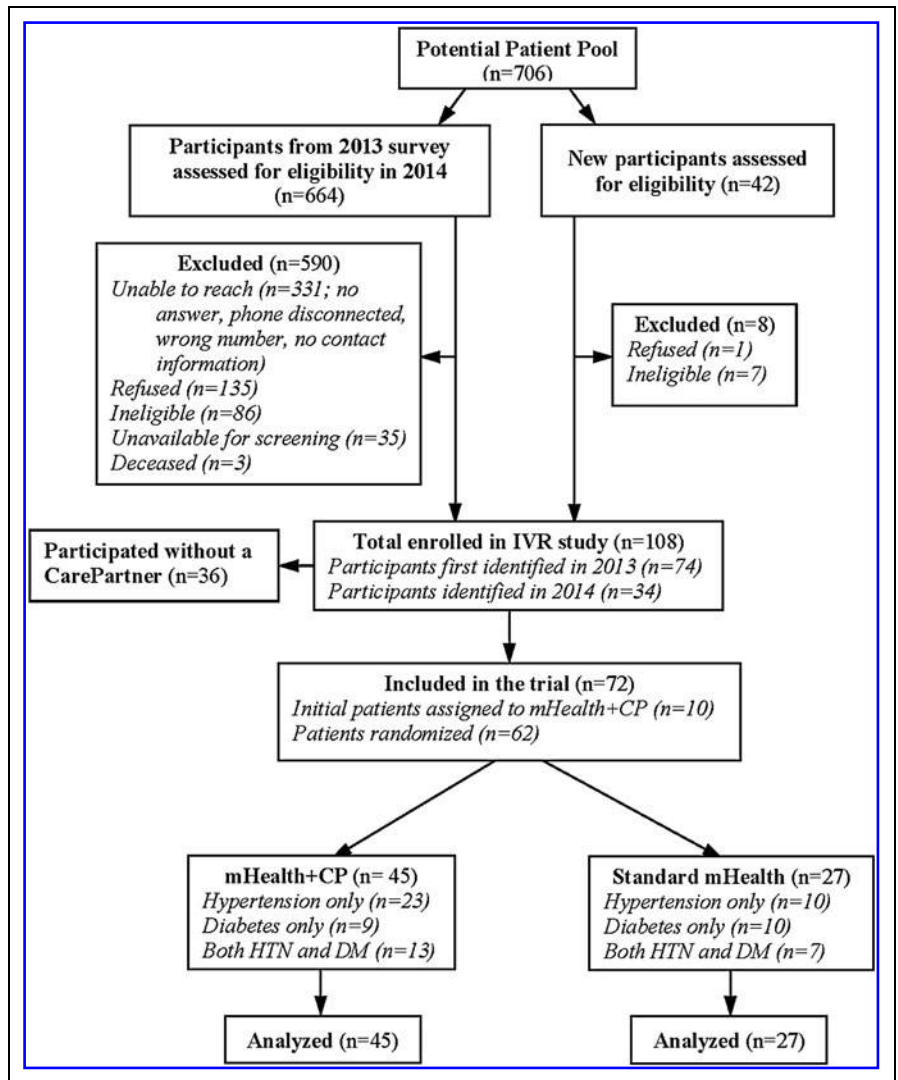 Potential Patient Pool
(n=706)
Participants from 2013 survey
assessed for eligibility in 2014
(n=664)
New participants assessed
for eligibility (n=42)
Excluded (n=590)
Unable to reach (n=331; no
answer, phone disconnected,
wrong number, no contact
information)
Refused (n=135)
Ineligible (n=86)
Unavailable for screening (n=35)
Deceased (n=3)
Excluded (n=8)
Refused (n=1)
Ineligible (n=7)
Participated without a
CarePartner (n=36)
Total enrolled in IVR study (n=108)
Participants first identified in 2013 (n=74)
Participants identified in 2014 (n=34)
Included in the trial (n=72)
Initial patients assigned to mHealth+CP (n=10)
Patients randomized (n=62)
mHealth+CP (n= 45)
Hypertension only (n=23)
Diabetes only (n=9)
Both HTN and DM (n=13)
Standard mHealth (n=27)
Hypertension only (n=10)
Diabetes only (n=10)
Both HTN and DM (n=7)
Analyzed (n=45)
Analyzed (n=27)